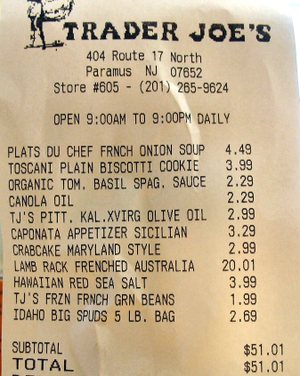 TRADER JOE'S
404 Route 17 North
Paramus NJ 07652
Store #605 - (201) 265-9624
OPEN 9:00AM TO 9:00PM DAILY
PLATS DU CHEF FRNCH ONION SOUP 4.49
TOSCANI PLAIN BISCOTTI COOKIE 3.99
ORGANIC TOM. BASIL SPAG. SAUCE 2.29
CANOLA OIL 2.29
TJ'S PITT. KAL.XVIRG OLIVE OIL 2.99
CAPONATA APPETIZER SICILIAN 3.29
CRABCAKE MARYLAND STYLE 2.99
LAMB RACK FRENCHED AUSTRALIA 20.01
HAWAIIAN RED SEA SALT 3.99
TJ'S FRZN FRNCH GRN BEANS 1.99
IDAHO BIG SPUDS 5 LB. BAG 2.69
SUBTOTAL $51.01
TOTAL $51.01